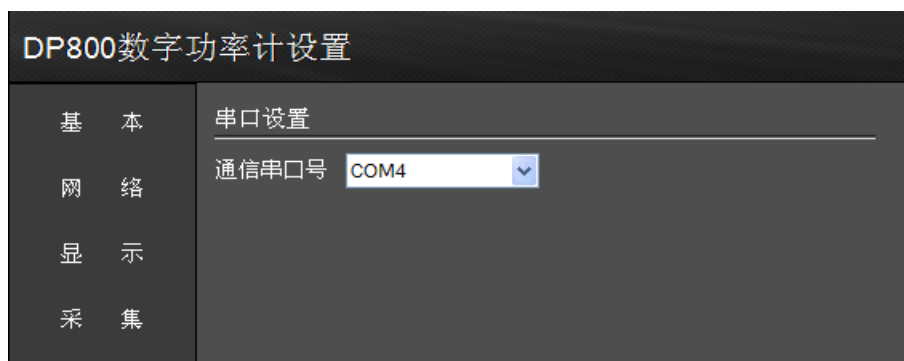 DP800数字功率计设置
基 本
网 络
显 示
采 集
串口设置
通信串口号 COM4